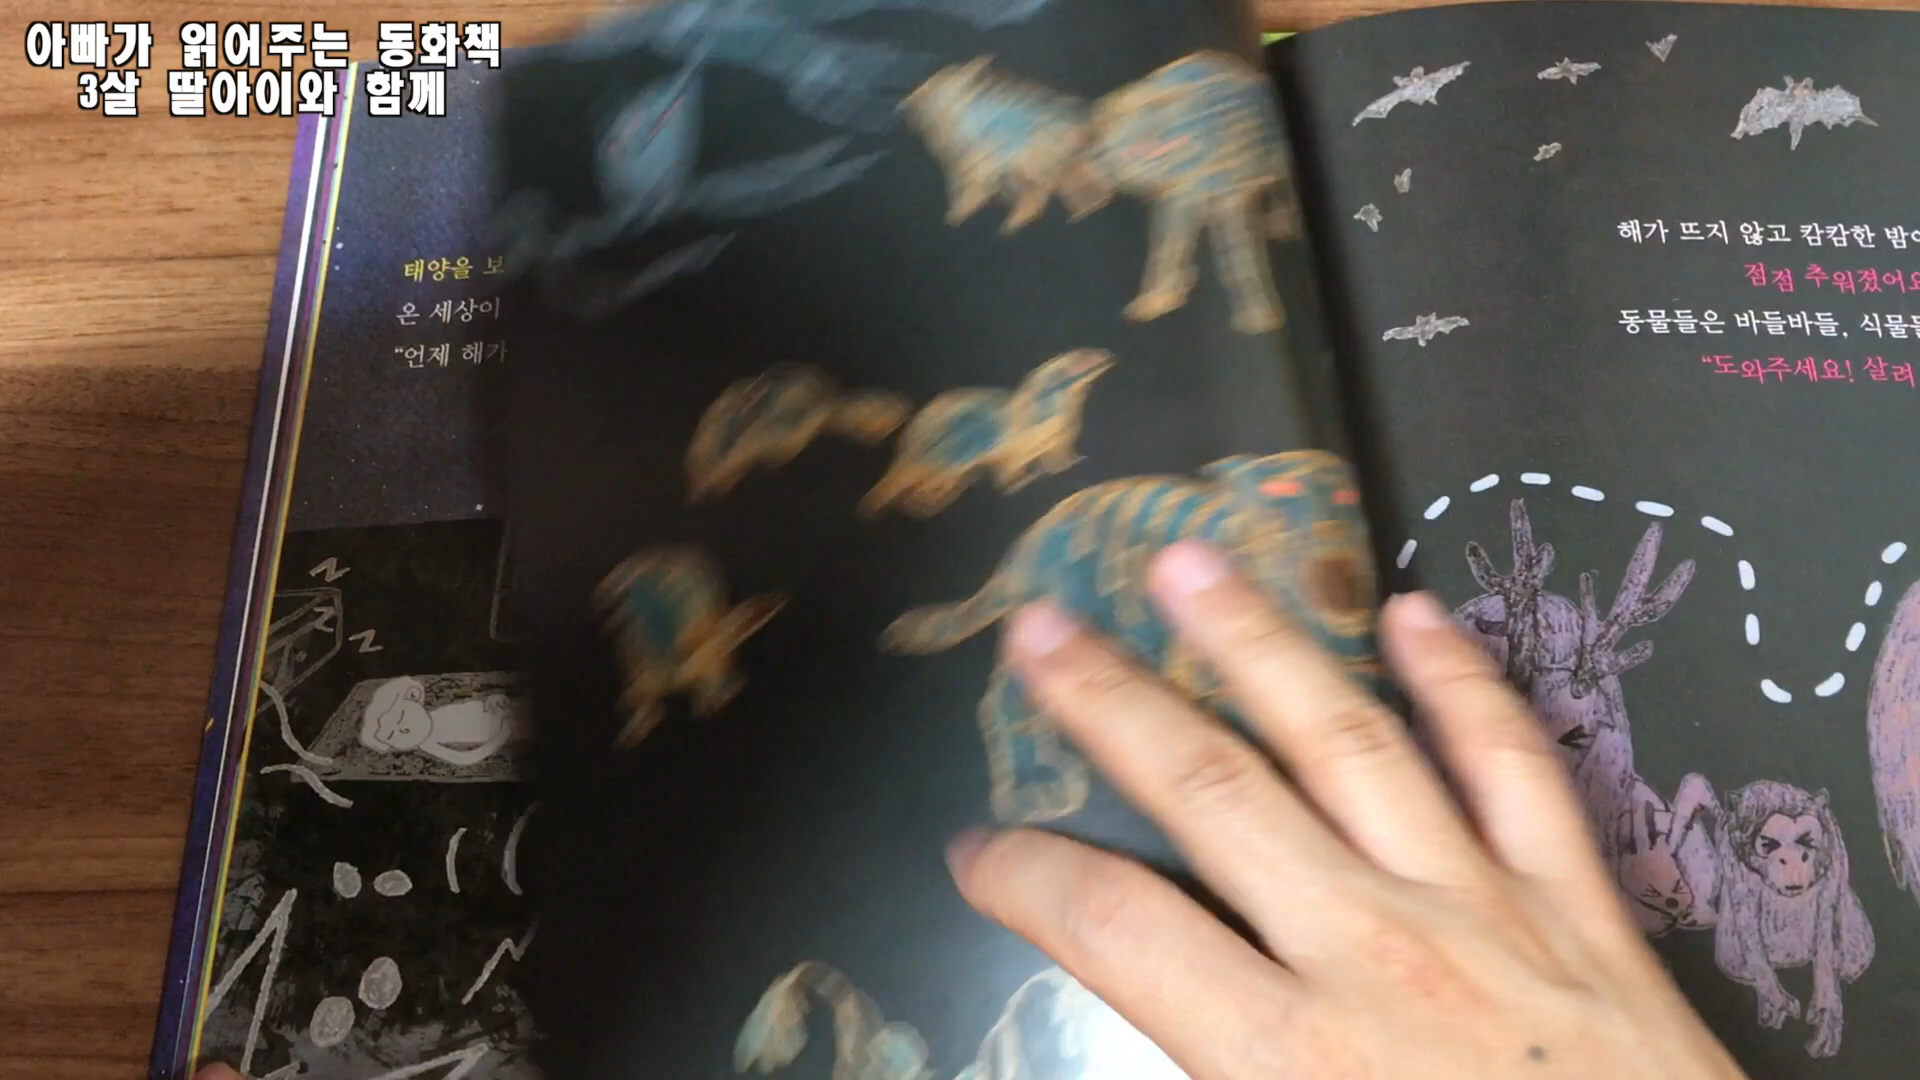 아빠가 읽어주는 동화책
3살 딸아이와 함께
태양을 보
온 세상이
“언제 해가
해가 뜨지 않고 캄캄한 밤이
점점 추워졌어요
동물들은 바들바들, 식물들
“도와주세요! 살려
z
z
z